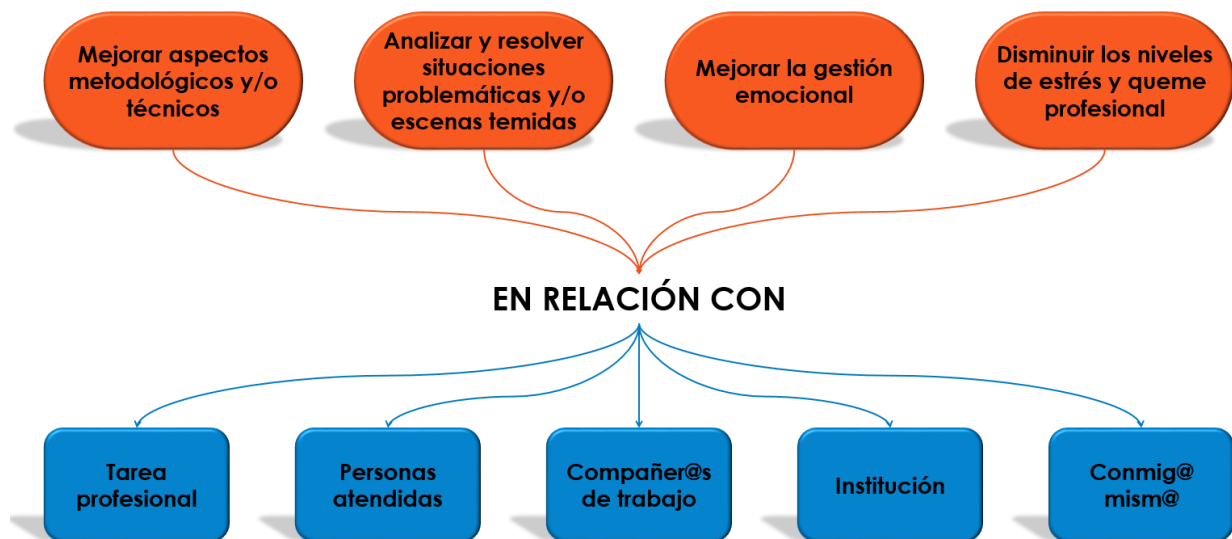 Mejorar aspectos
metodológicos y/o
técnicos
Analizar y resolver
situaciones
problemáticas y/o
escenas temidas
Mejorar la gestión
emocional
Disminuir los niveles
de estrés y queme
profesional
EN RELACIÓN CON
Tarea
profesional
Personas
atendidas
Compañer@s
de trabajo
Institución
Conmig@
mism@